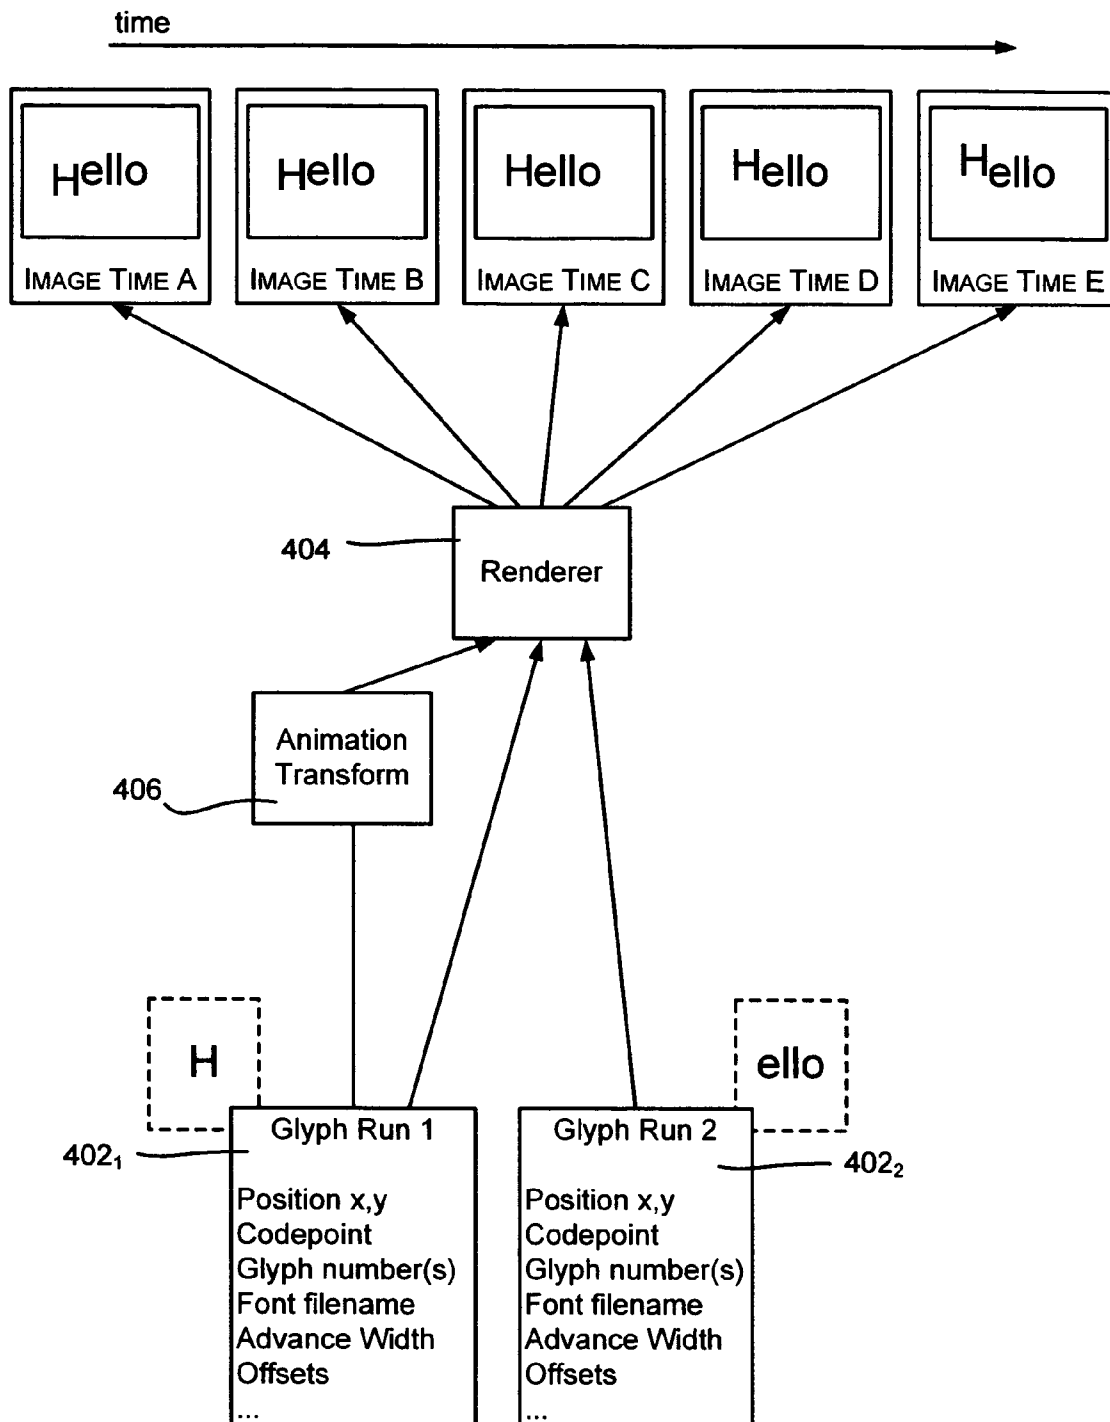 time
Hello
Hello
Hello
Hello
Hello
IMAGE TIME A
IMAGE TIME B
IMAGE TIME C
IMAGE TIME D
IMAGE TIME E
404
Renderer
Animation
Transform
406
H
ello
Glyph Run 1
402₁
Position x,y
Codepoint
Glyph number(s)
Font filename
Advance Width
Offsets
...
Glyph Run 2
402₂
Position x,y
Codepoint
Glyph number(s)
Font filename
Advance Width
Offsets
...